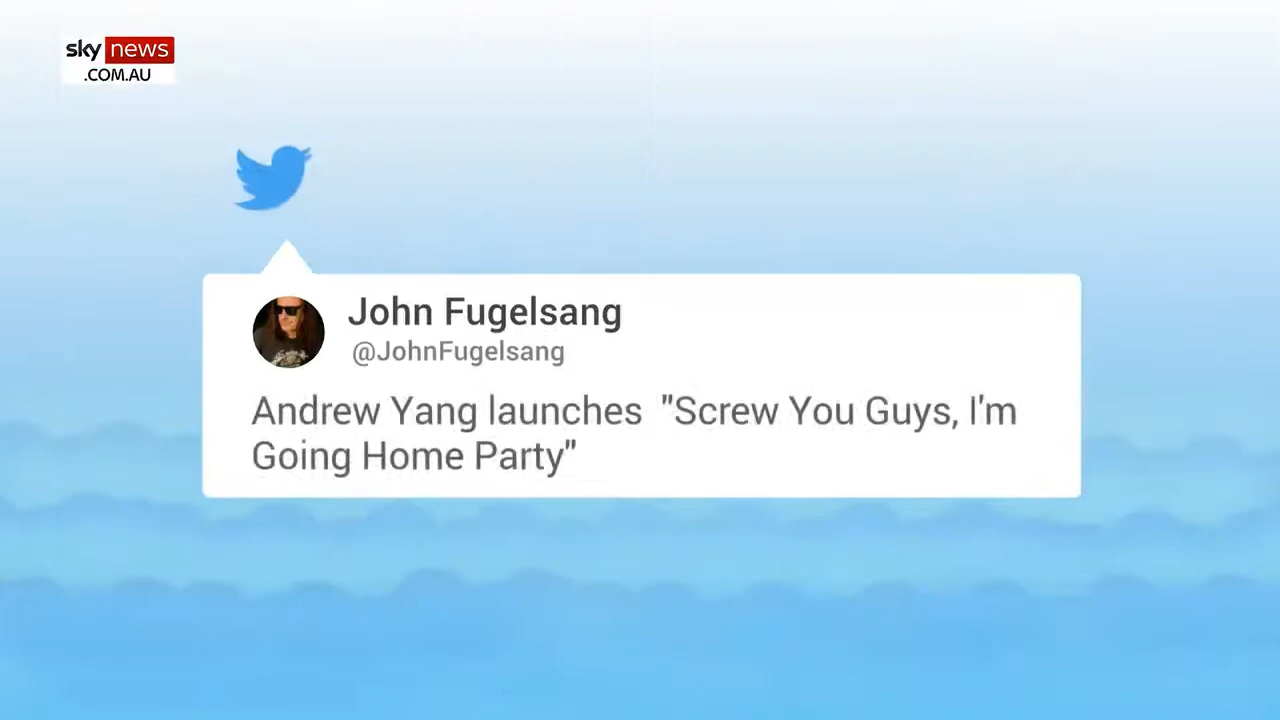 sky news
.COM.AU
John Fugelsang
@JohnFugelsang
Andrew Yang launches  "Screw You Guys, I'm
Going Home Party"